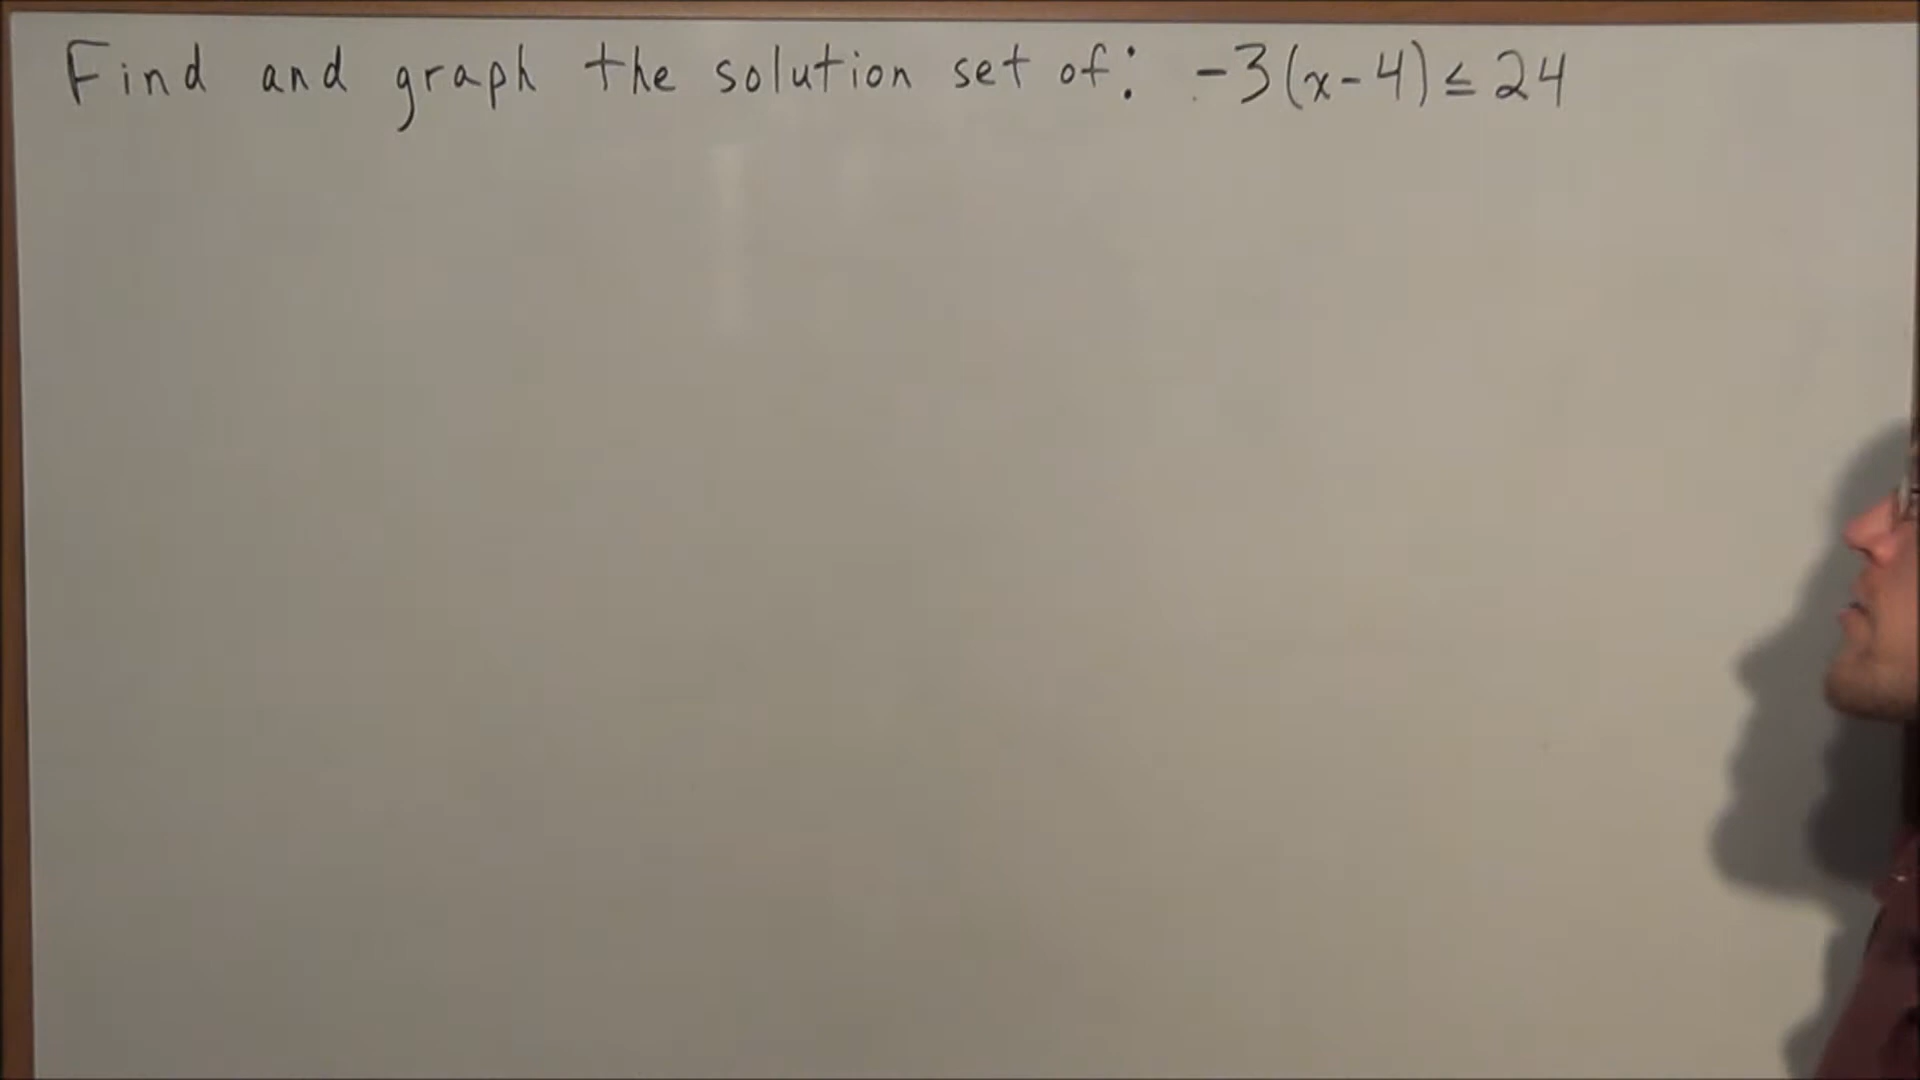 Find and graph the solution set of: -3(x-4)≤24